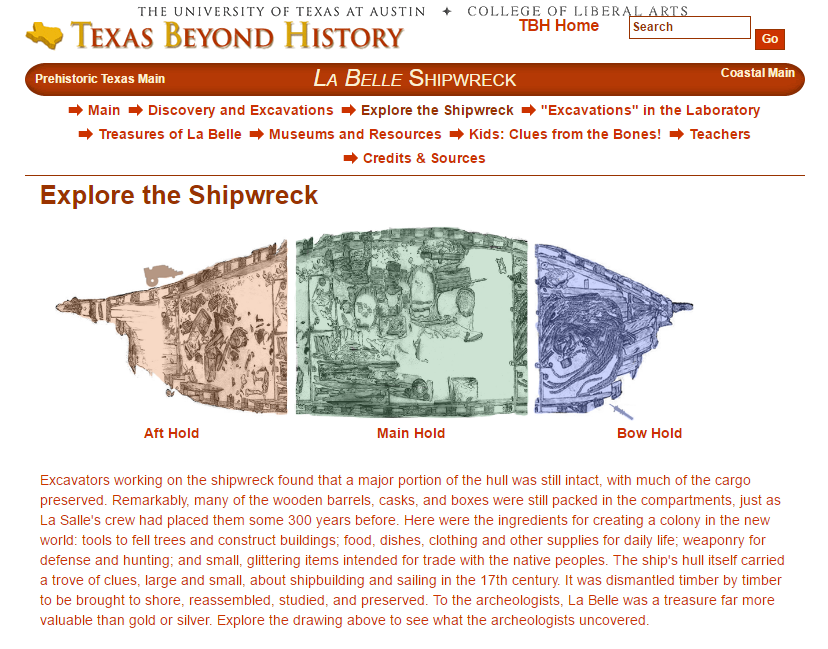 THE UNIVERSITY OF TEXAS AT AUSTIN ✦ COLLEGE OF LIBERAL ARTS
TEXAS BEYOND HISTORY
TBH Home
Search
Go
Prehistoric Texas Main
LA BELLE SHIPWRECK
Coastal Main
Main Discovery and Excavations Explore the Shipwreck "Excavations" in the Laboratory
Treasures of La Belle Museums and Resources Kids: Clues from the Bones! Teachers
Credits & Sources
Explore the Shipwreck
Aft Hold
Main Hold
Bow Hold
Excavators working on the shipwreck found that a major portion of the hull was still intact, with much of the cargo
preserved. Remarkably, many of the wooden barrels, casks, and boxes were still packed in the compartments, just as
La Salle's crew had placed them some 300 years before. Here were the ingredients for creating a colony in the new
world: tools to fell trees and construct buildings; food, dishes, clothing and other supplies for daily life; weaponry for
defense and hunting; and small, glittering items intended for trade with the native peoples. The ship's hull itself carried
a trove of clues, large and small, about shipbuilding and sailing in the 17th century. It was dismantled timber by timber
to be brought to shore, reassembled, studied, and preserved. To the archeologists, La Belle was a treasure far more
valuable than gold or silver. Explore the drawing above to see what the archeologists uncovered.